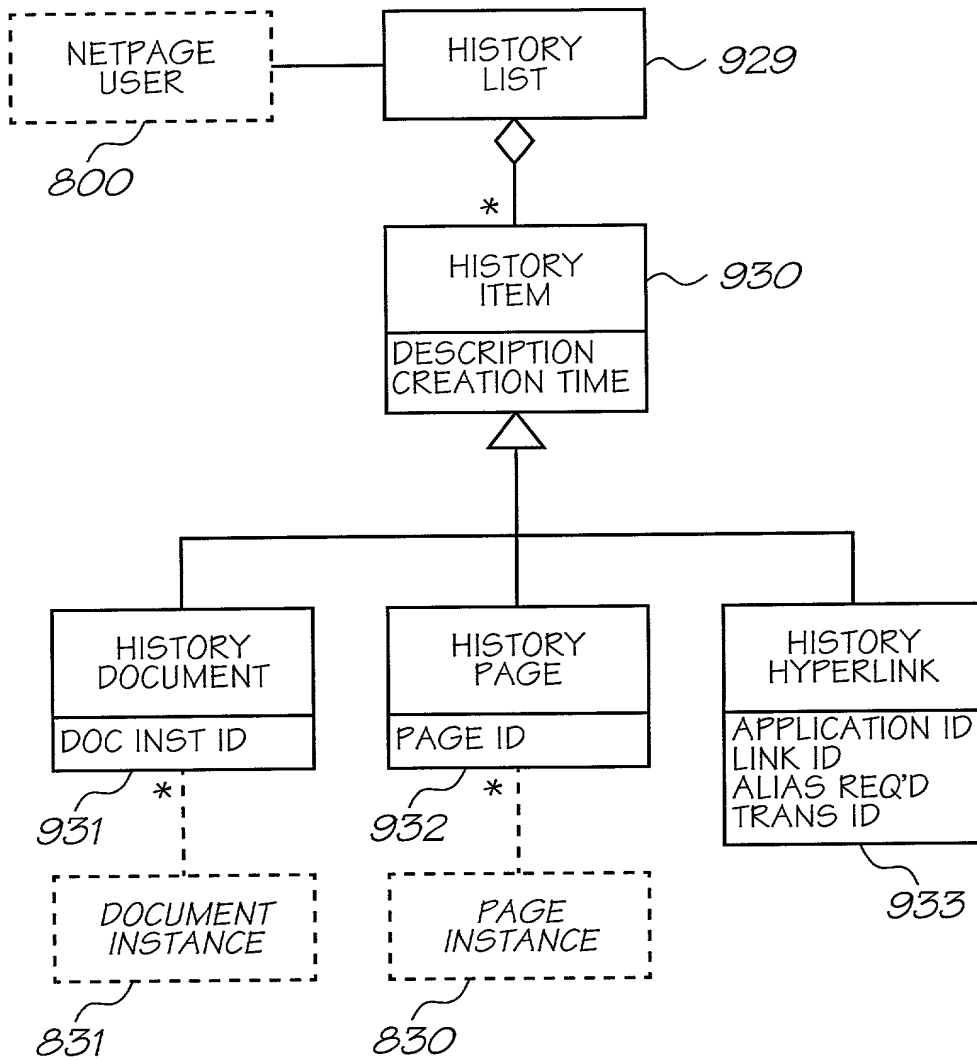 NETPAGE
USER
800
HISTORY
LIST
929
*
HISTORY
ITEM
930
DESCRIPTION
CREATION TIME
HISTORY
DOCUMENT
DOC INST ID
931
*
HISTORY
PAGE
PAGE ID
932
*
HISTORY
HYPERLINK
APPLICATION ID
LINK ID
ALIAS REQ'D
TRANS ID
933
DOCUMENT
INSTANCE
831
PAGE
INSTANCE
830